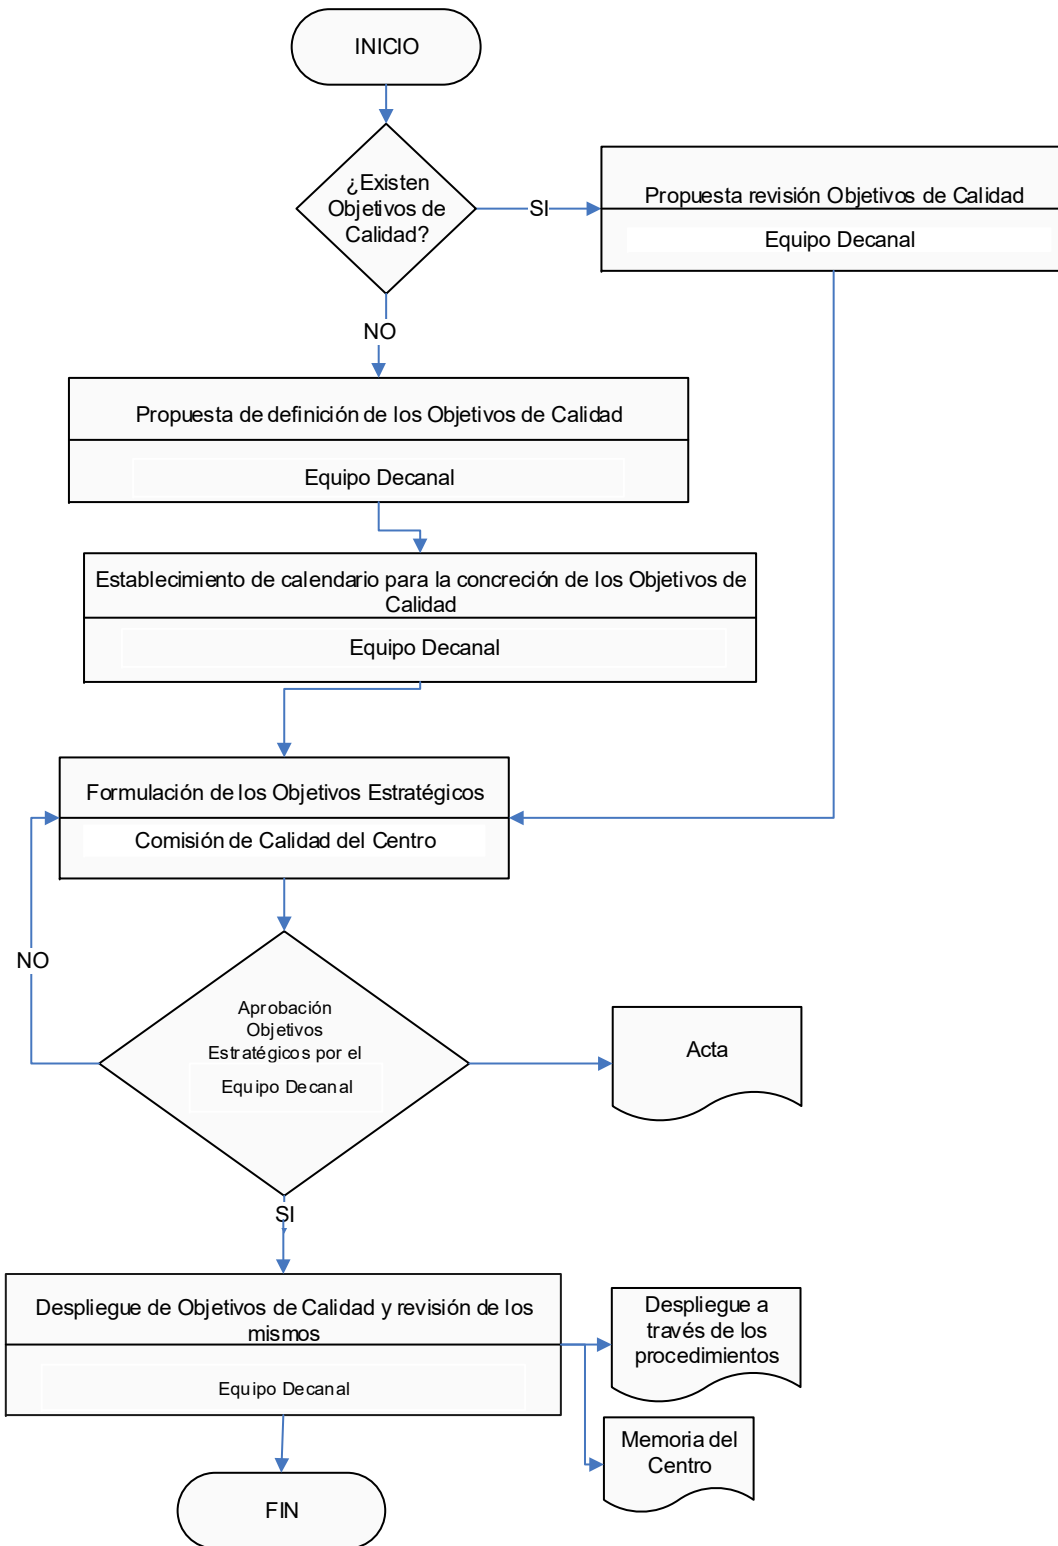 INICIO
¿Existen
Objetivos de
Calidad?
SI
Propuesta revisión Objetivos de Calidad
Equipo Decanal
NO
Propuesta de definición de los Objetivos de Calidad
Equipo Decanal
Establecimiento de calendario para la concreción de los Objetivos de
Calidad
Equipo Decanal
Formulación de los Objetivos Estratégicos
Comisión de Calidad del Centro
NO
Aprobación
Objetivos
Estratégicos por el
Equipo Decanal
Acta
SI
Despliegue de Objetivos de Calidad y revisión de los
mismos
Equipo Decanal
Despliegue a
través de los
procedimientos
Memoria del
Centro
FIN